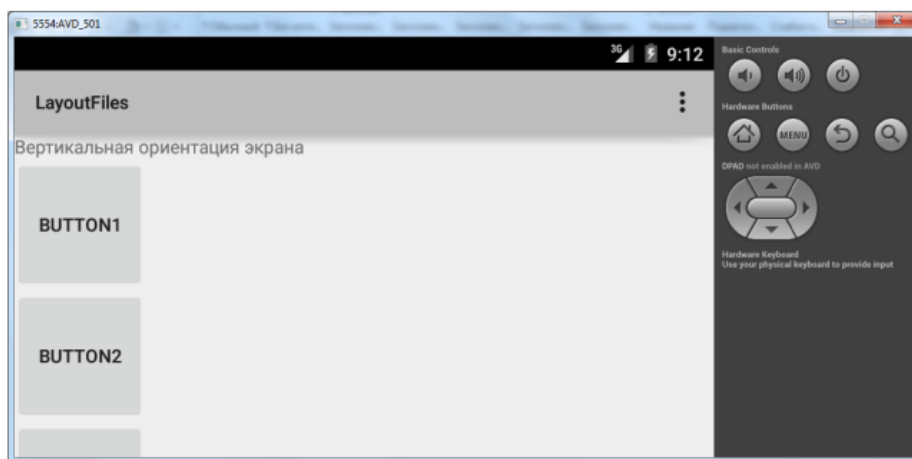 5554:AVD_501
3G 9:12
LayoutFiles
Вертикальная ориентация экрана
BUTTON1
BUTTON2
Basic Controls
Hardware Buttons
MENU
DPAD not enabled in AVD
Hardware Keyboard
Use your physical keyboard to provide input